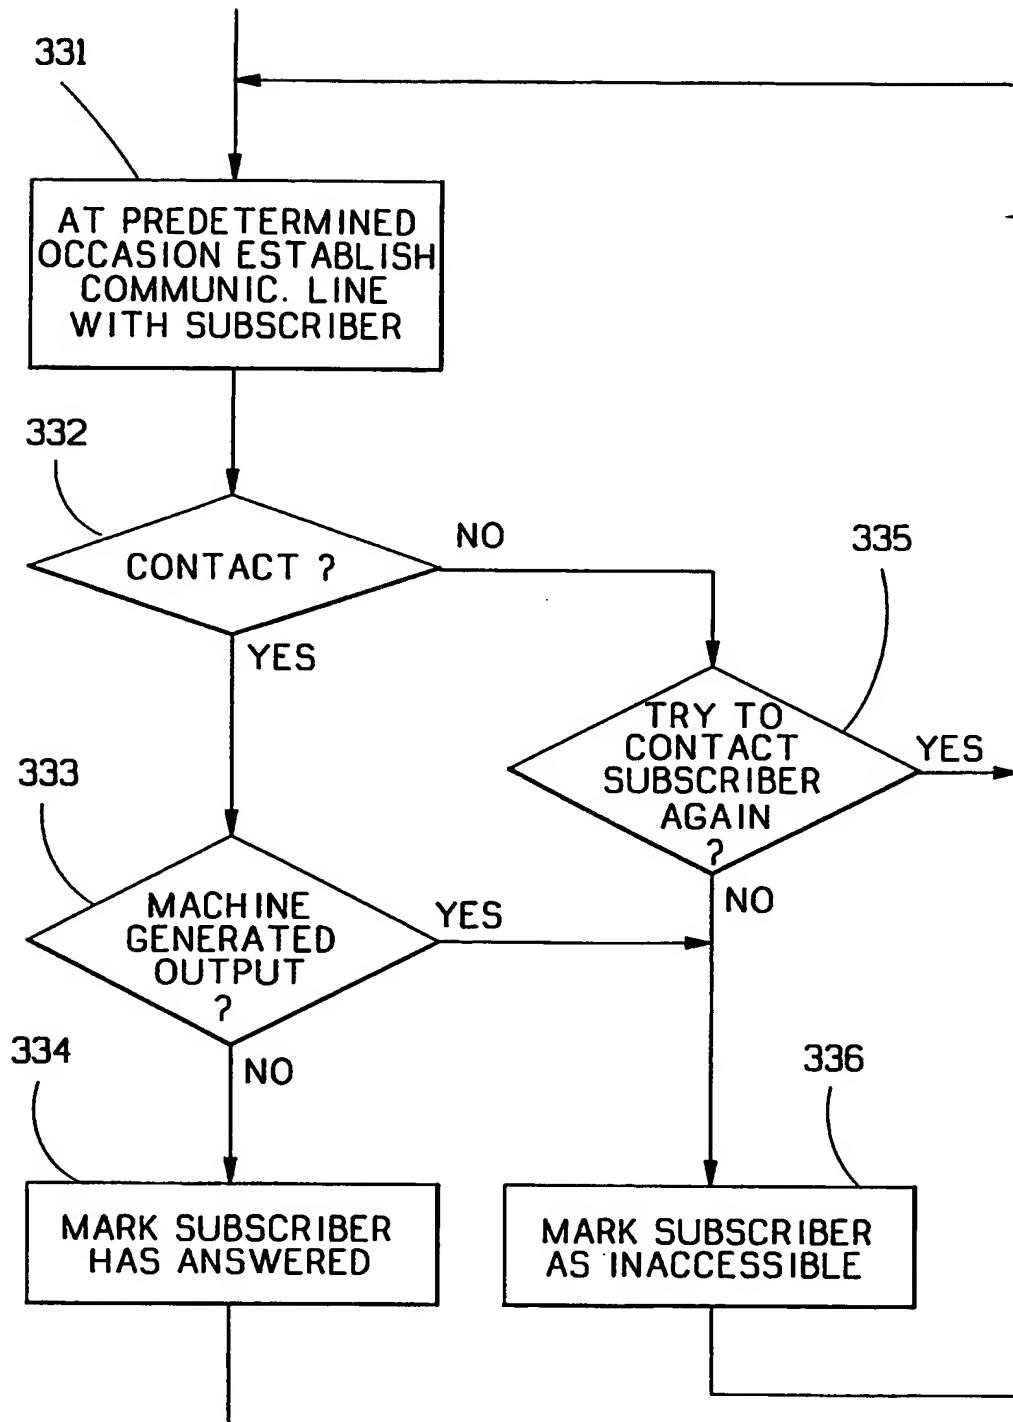 331
AT PREDETERMINED
OCCASION ESTABLISH
COMMUNIC. LINE
WITH SUBSCRIBER
332
CONTACT ?
NO
YES
335
TRY TO
CONTACT
SUBSCRIBER
AGAIN
?
YES
NO
333
MACHINE
GENERATED
OUTPUT
?
YES
NO
334
MARK SUBSCRIBER
HAS ANSWERED
336
MARK SUBSCRIBER
AS INACCESSIBLE